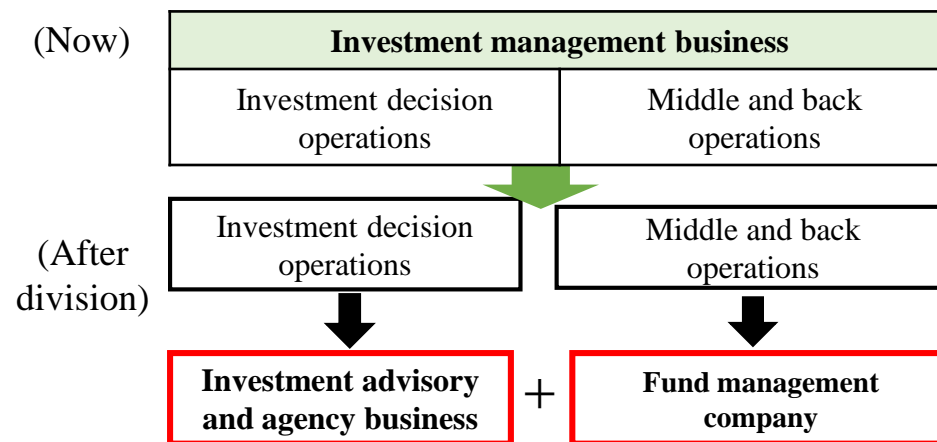 (Now)
Investment management business
Investment decision
operations
Middle and back
operations
(After
division)
Investment decision
operations
Middle and back
operations
Investment advisory
and agency business
+
Fund management
company